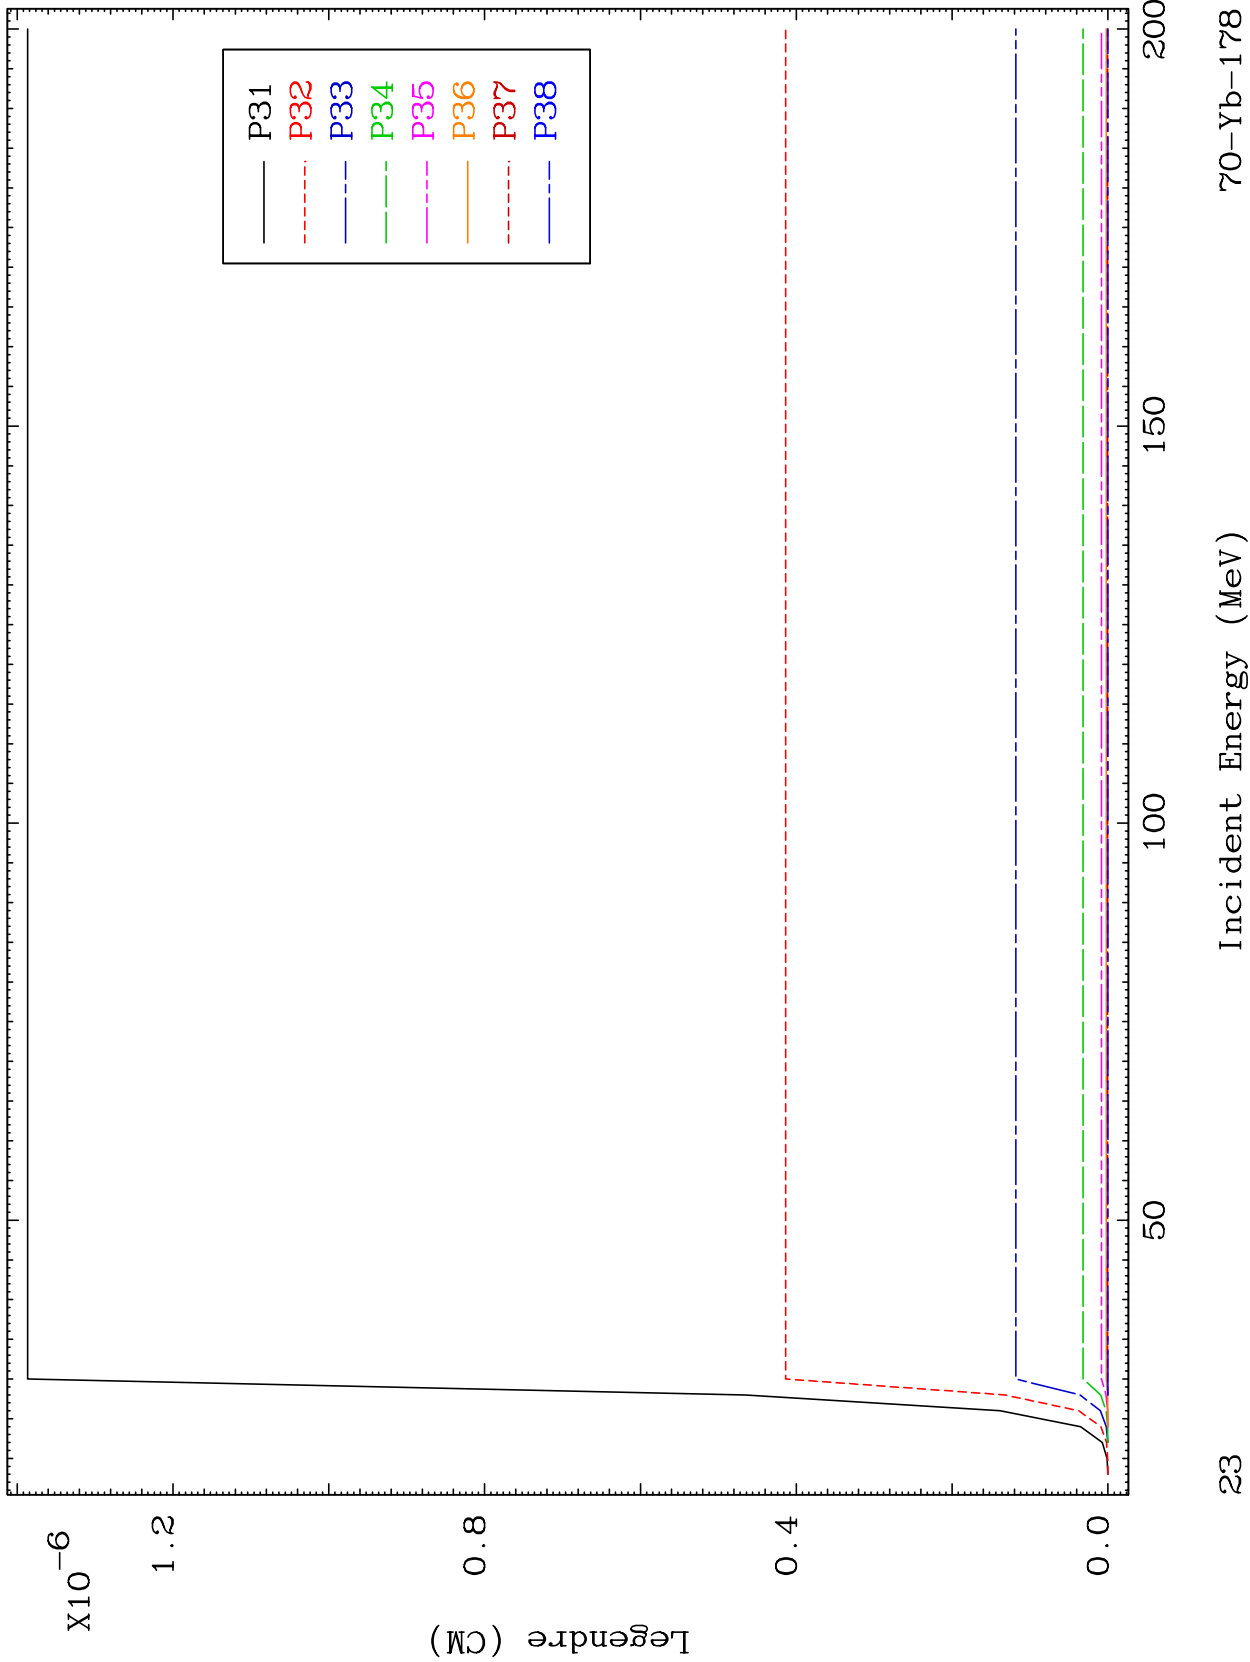 X10-6
1.2
0.8
0.4
0.0
Legendre (CM)
P31
P32
P33
P34
P35
P36
P37
P38
50
100
150
200
Incident Energy (MeV)
23
70-Yb-178